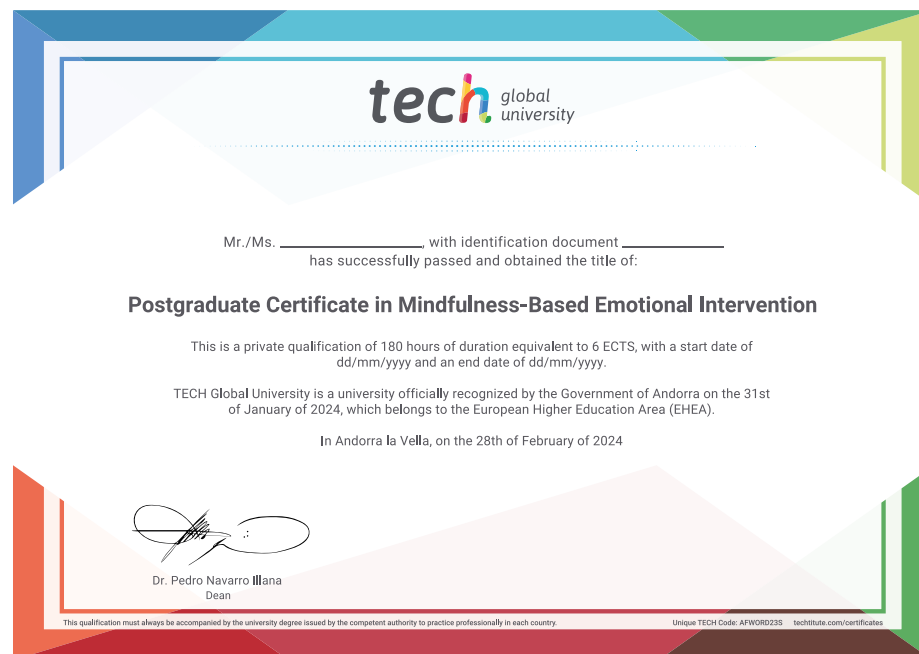 tech global university
Mr./Ms. ____________, with identification document ____________
has successfully passed and obtained the title of:
Postgraduate Certificate in Mindfulness-Based Emotional Intervention
This is a private qualification of 180 hours of duration equivalent to 6 ECTS, with a start date of
dd/mm/yyyy and an end date of dd/mm/yyyy.
TECH Global University is a university officially recognized by the Government of Andorra on the 31st
of January of 2024, which belongs to the European Higher Education Area (EHEA).
In Andorra la Vella, on the 28th of February of 2024
Dr. Pedro Navarro Illana
Dean
This qualification must always be accompanied by the university degree issued by the competent authority to practice professionally in each country.
Unique TECH Code: AFWORD23S techtitute.com/certificates